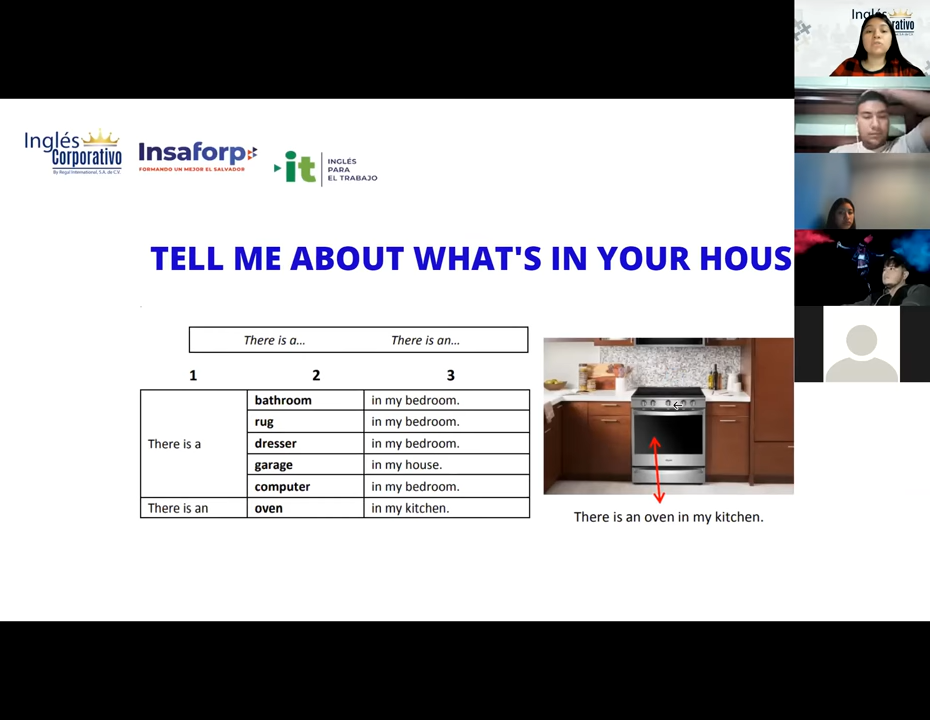 Inglés
Corporativo
By Regal International, S.A. de C.V.
Insaforp
FORMANDO UN MEJOR EL SALVADOR
it
INGLÉS
PARA
EL TRABAJO
TELL ME ABOUT WHAT'S IN YOUR HOUS
There is a... There is an...
1 2 3
There is a
bathroom in my bedroom.
rug in my bedroom.
dresser in my bedroom.
garage in my house.
computer in my bedroom.
There is an oven in my kitchen.
There is an oven in my kitchen.
Inglés
rativo